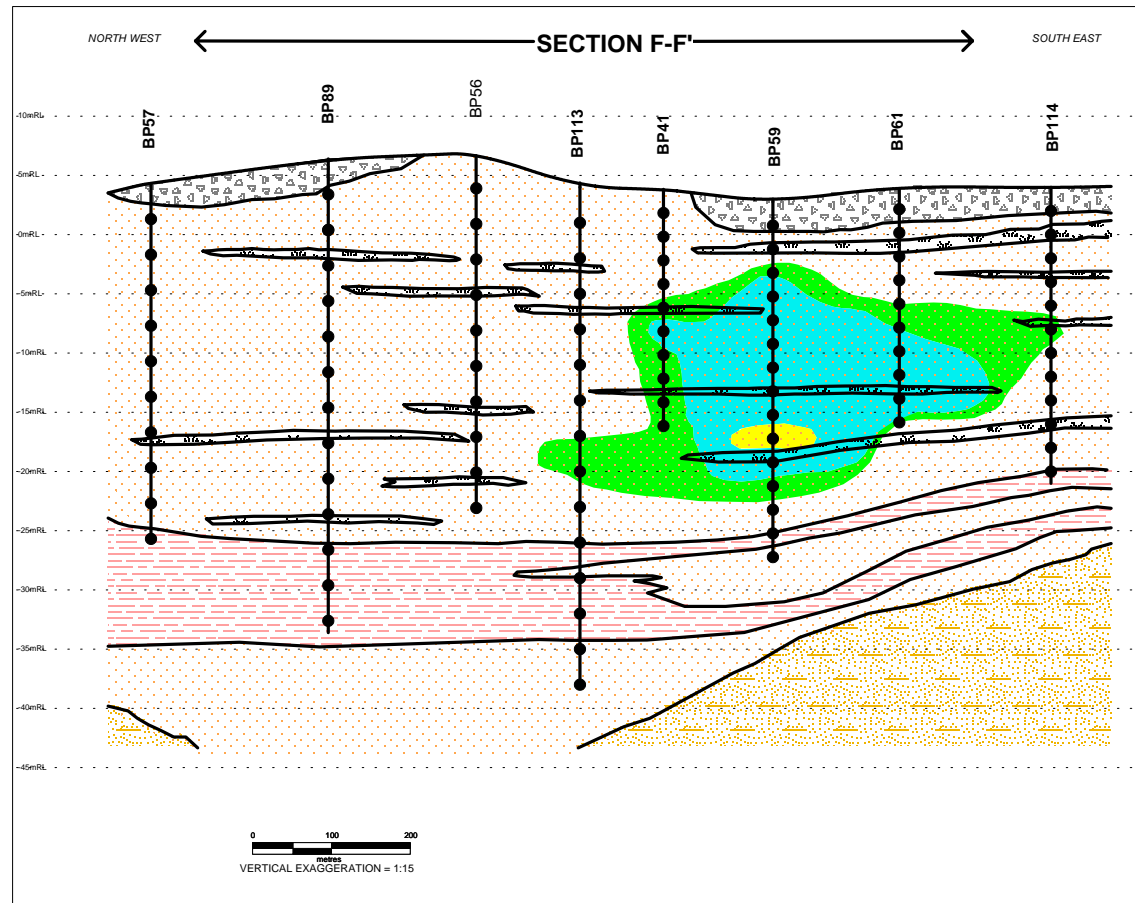 NORTH WEST
SECTION F-F'
SOUTH EAST
BP57
BP89
BP56
BP113
BP41
BP59
BP61
BP114
10mRL
5mRL
0mRL
-5mRL
-10mRL
-15mRL
-20mRL
-25mRL
-30mRL
-35mRL
-40mRL
-45mRL
0 100 200
metres
VERTICAL EXAGGERATION = 1:15